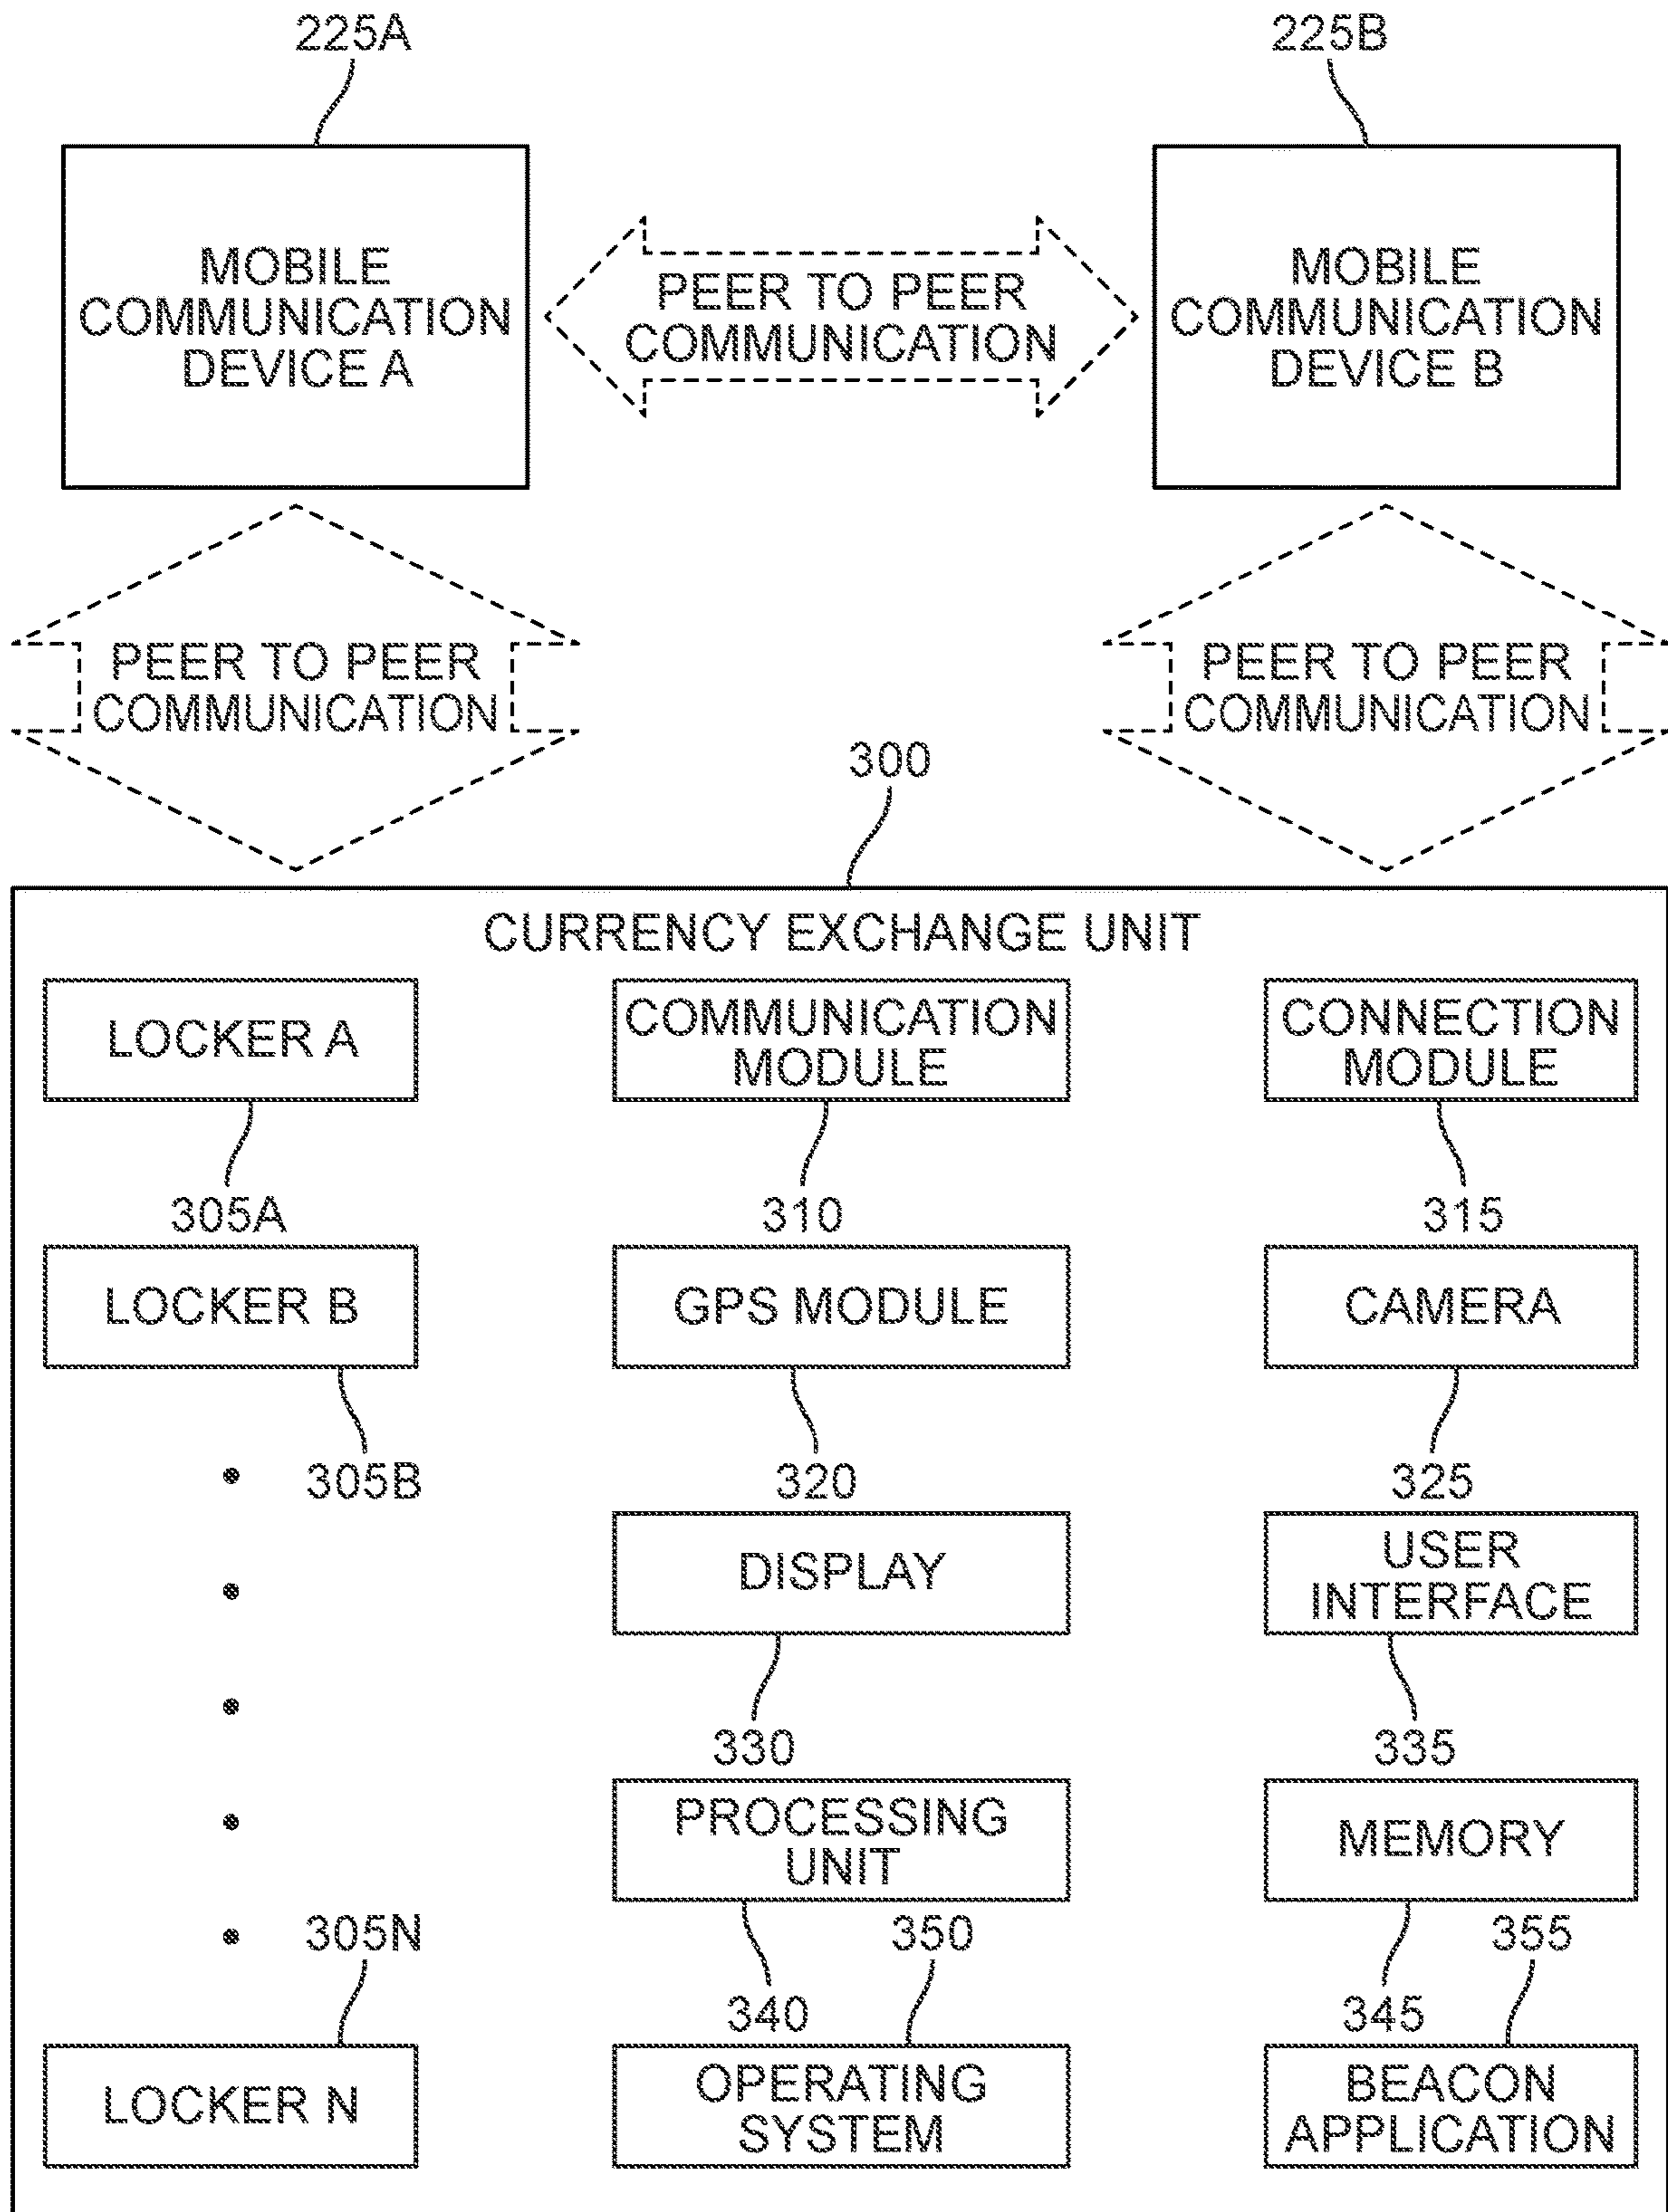 225A
225B
MOBILE
COMMUNICATION
DEVICE A
PEER TO PEER
COMMUNICATION
MOBILE
COMMUNICATION
DEVICE B
PEER TO PEER
COMMUNICATION
PEER TO PEER
COMMUNICATION
300
CURRENCY EXCHANGE UNIT
LOCKER A
COMMUNICATION
MODULE
CONNECTION
MODULE
305A
310
315
LOCKER B
GPS MODULE
CAMERA
305B
320
325
DISPLAY
USER
INTERFACE
330
335
PROCESSING
UNIT
MEMORY
305N
350
355
340
345
LOCKER N
OPERATING
SYSTEM
BEACON
APPLICATION